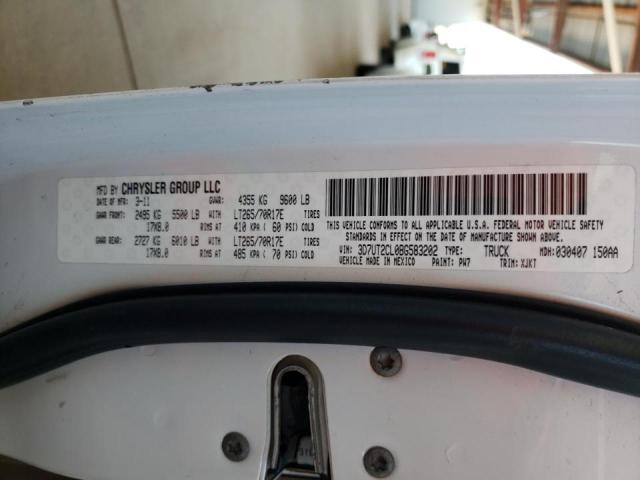 MFD BY CHRYSLER GROUP LLC
DATE OF MFR: 3-11 GVWR: 4355 KG 9600 LB
GAWR FRONT: 2495 KG 5500 LB WITH LT265/70R17E TIRES
17X8.0 RIMS AT 410 KPA ( 60 PSI) COLD
GAWR REAR: 2727 KG 6010 LB WITH LT265/70R17E TIRES
17X8.0 RIMS AT 485 KPA ( 70 PSI) COLD
THIS VEHICLE CONFORMS TO ALL APPLICABLE U.S.A. FEDERAL MOTOR VEHICLE SAFETY
STANDARDS IN EFFECT ON THE DATE OF MANUFACTURE SHOWN ABOVE.
VIN: 3D7UT2CL0BG583202 TYPE: TRUCK MDH: 030407 150AA
VEHICLE MADE IN MEXICO PAINT: PW7 TRIM: XJKT